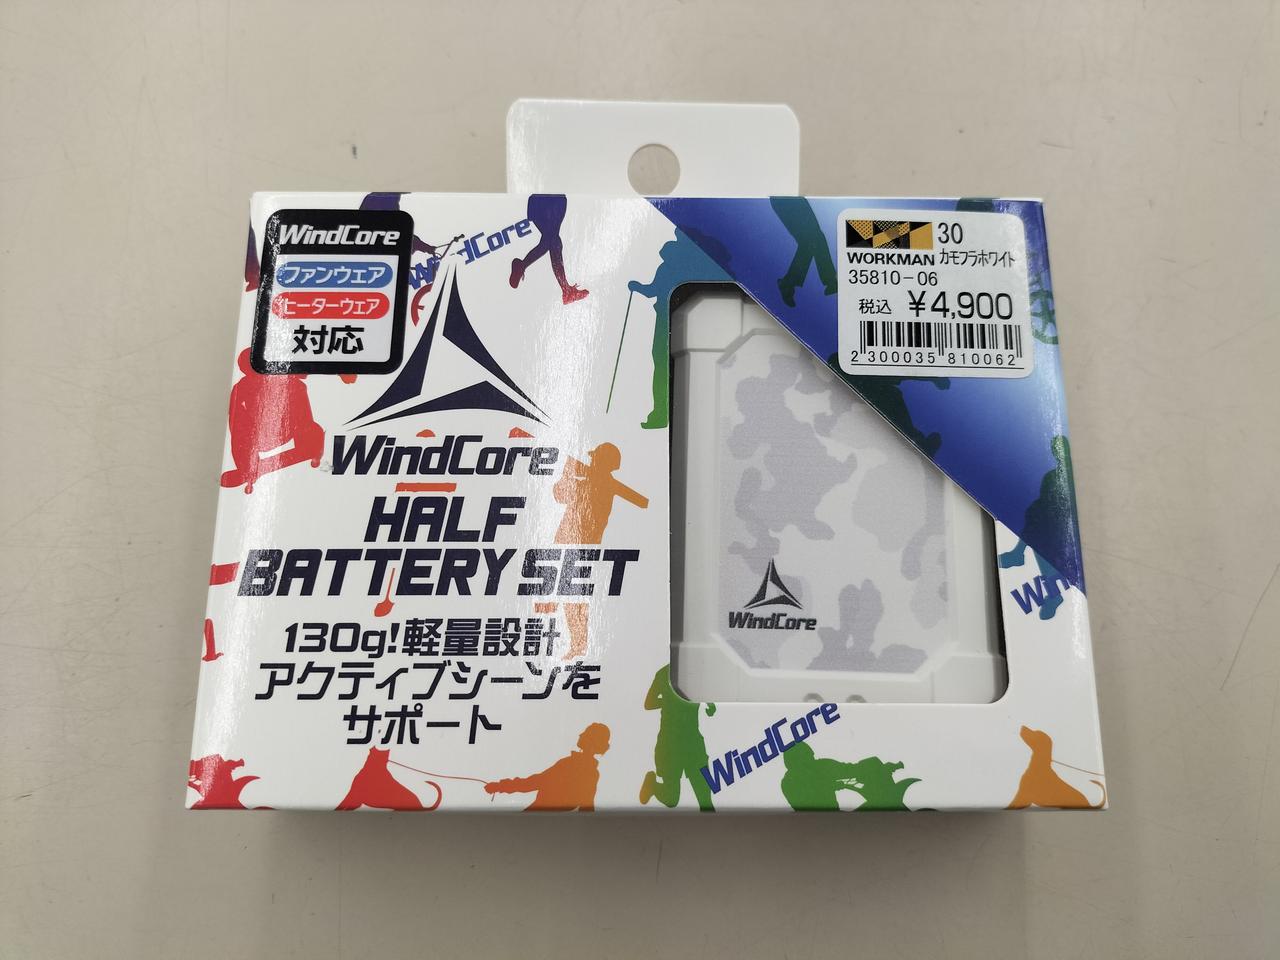 WindCore
ファンウェア
ヒーターウェア
対応
WindCore
WORKMAN
30
カモフラホワイト
35810-06
税込 ¥4,900
2 300035 810062
WindCore
HALF
BATTERY SET
130g!軽量設計
アクティブシーンを
サポート
WindCore
Win
WindCore